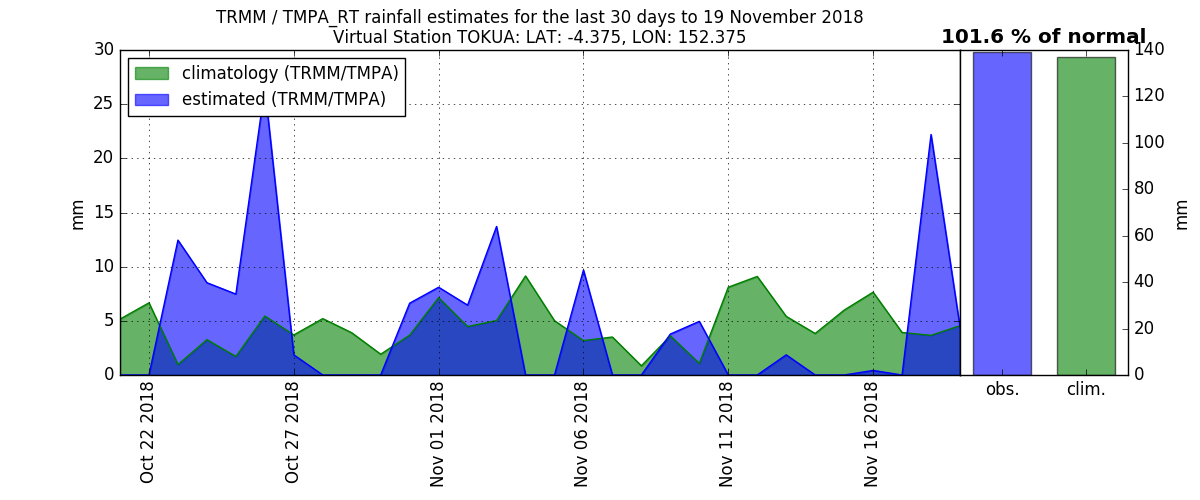 TRMM / TMPA_RT rainfall estimates for the last 30 days to 19 November 2018
Virtual Station TOKUA: LAT: -4.375, LON: 152.375
101.6 % of normal
climatology (TRMM/TMPA)
estimated (TRMM/TMPA)
30
25
20
15
10
5
0
mm
Oct 22 2018
Oct 27 2018
Nov 01 2018
Nov 06 2018
Nov 11 2018
Nov 16 2018
obs.
clim.
140
120
100
80
60
40
20
0
mm